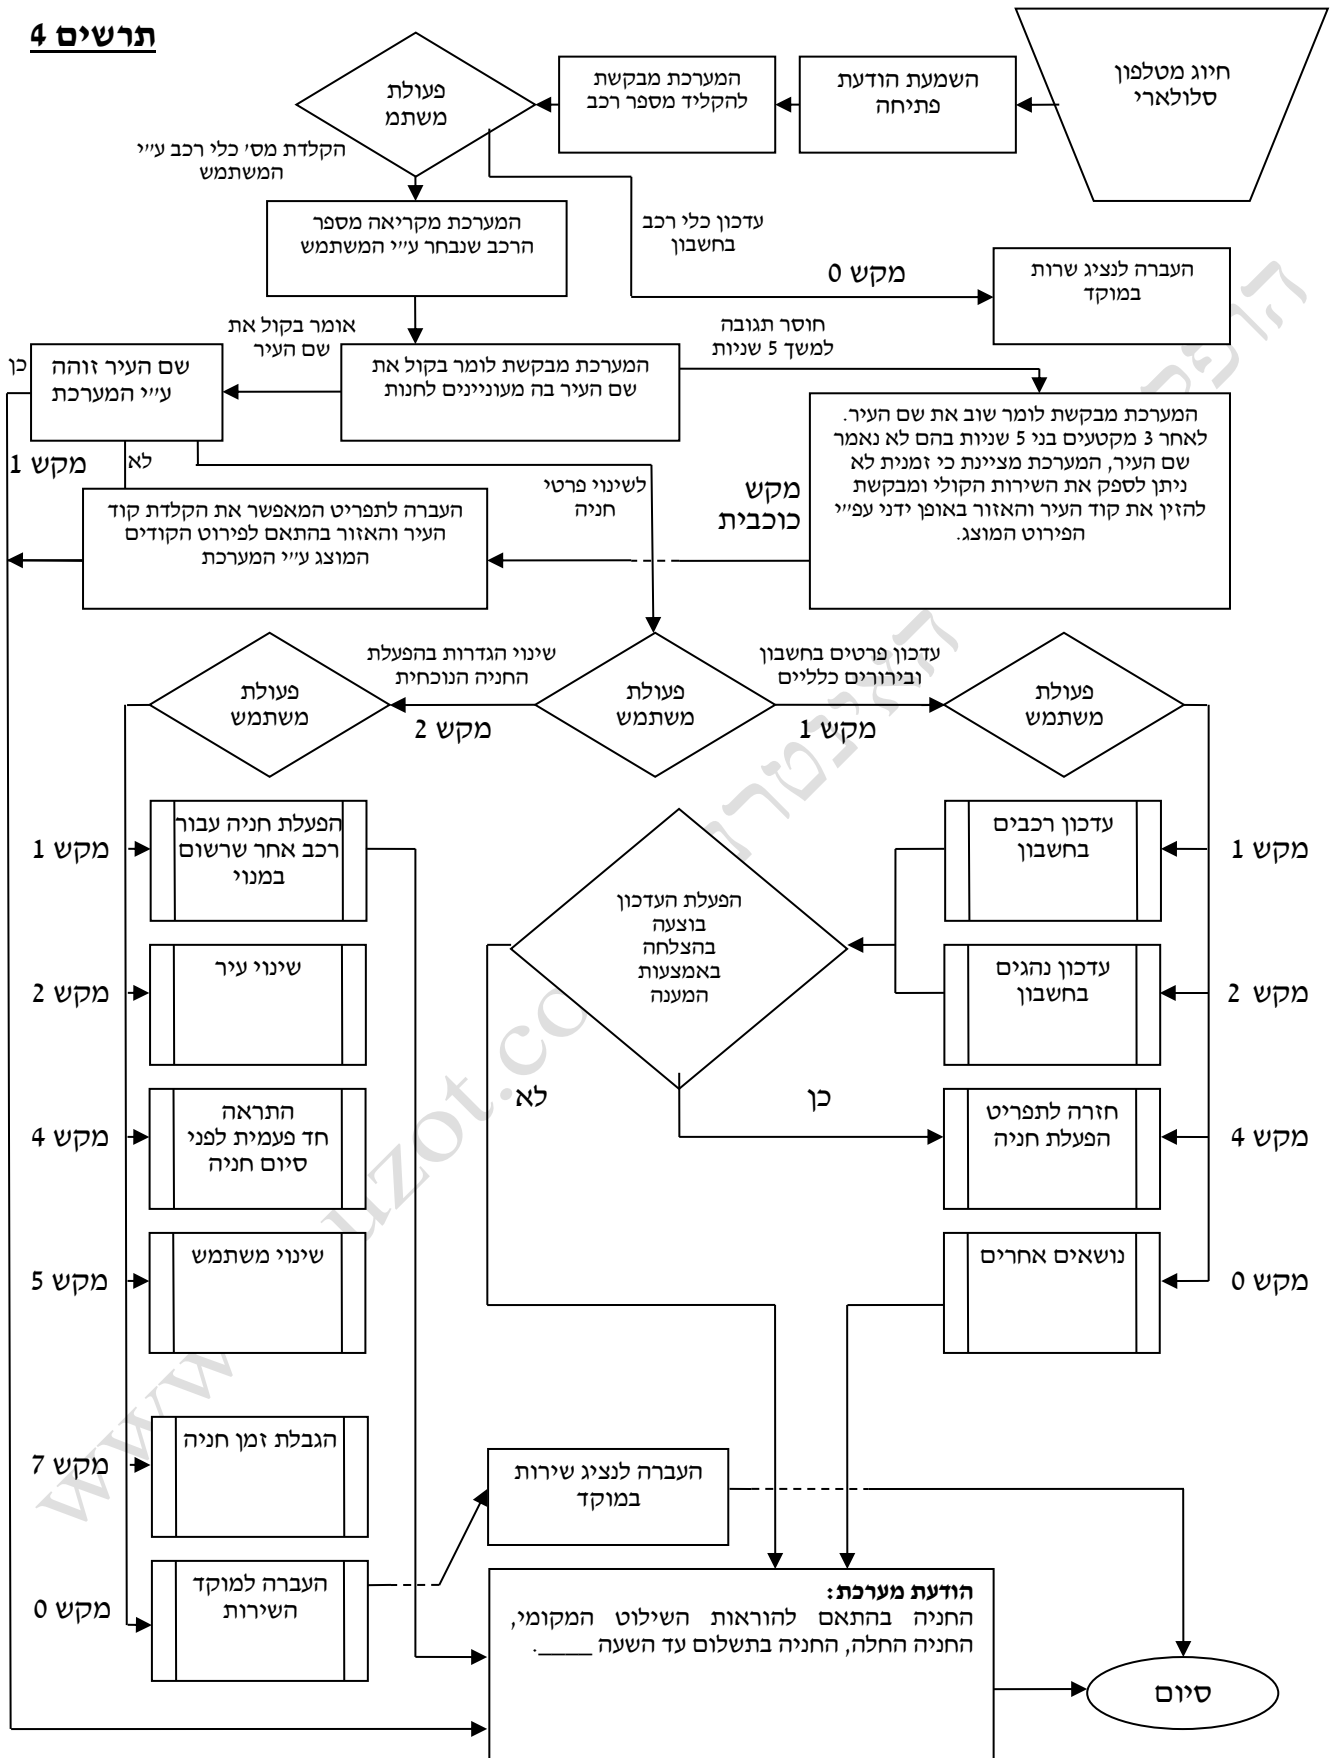 תרשים 4
חיוג מטלפון
סלולארי
השמעת הודעת
פתיחה
המערכת מבקשת
להקליד מספר רכב
פעולת
משתמ
הקלדת מס' כלי רכב ע״י
המשתמש
המערכת מקריאה מספר
הרכב שנבחר ע״י המשתמש
עדכון כלי רכב
בחשבון
מקש 0
העברה לנציג שרות
במוקד
אומר בקול את
שם העיר
חוסר תגובה
למשך 5 שניות
המערכת מבקשת לומר בקול את
שם העיר בה מעוניינים לחנות
שם העיר זוהה
ע״י המערכת
כן
לא
מקש 1
המערכת מבקשת לומר שוב את שם העיר.
לאחר 3 מקטעים בני 5 שניות בהם לא נאמר
שם העיר, המערכת מציינת כי זמנית לא
ניתן לספק את השירות הקולי ומבקשת
להזין את קוד העיר והאזור באופן ידני עפ״י
הפירוט המוצג.
מקש
כוכבית
לשינוי פרטי
חניה
העברה לתפריט המאפשר את הקלדת קוד
העיר והאזור בהתאם לפירוט הקודים
המוצג ע״י המערכת
פעולת
משתמש
עדכון פרטים בחשבון
ובירורים כלליים
מקש 1
פעולת
משתמש
שינוי הגדרות בהפעלת
החניה הנוכחית
מקש 2
פעולת
משתמש
מקש 1
עדכון רכבים
בחשבון
מקש 2
עדכון נהגים
בחשבון
מקש 4
חזרה לתפריט
הפעלת חניה
מקש 0
נושאים אחרים
הפעלת העדכון
בוצעה
בהצלחה
באמצעות
המענה
כן
לא
הפעלת חניה עבור
רכב אחר שרשום
במנוי
מקש 1
שינוי עיר
מקש 2
התראה
חד פעמית לפני
סיום חניה
מקש 4
שינוי משתמש
מקש 5
הגבלת זמן חניה
מקש 7
העברה למוקד
השירות
מקש 0
העברה לנציג שירות
במוקד
הודעת מערכת:
החניה בהתאם להוראות השילוט המקומי,
החניה החלה, החניה בתשלום עד השעה ____.
סיום